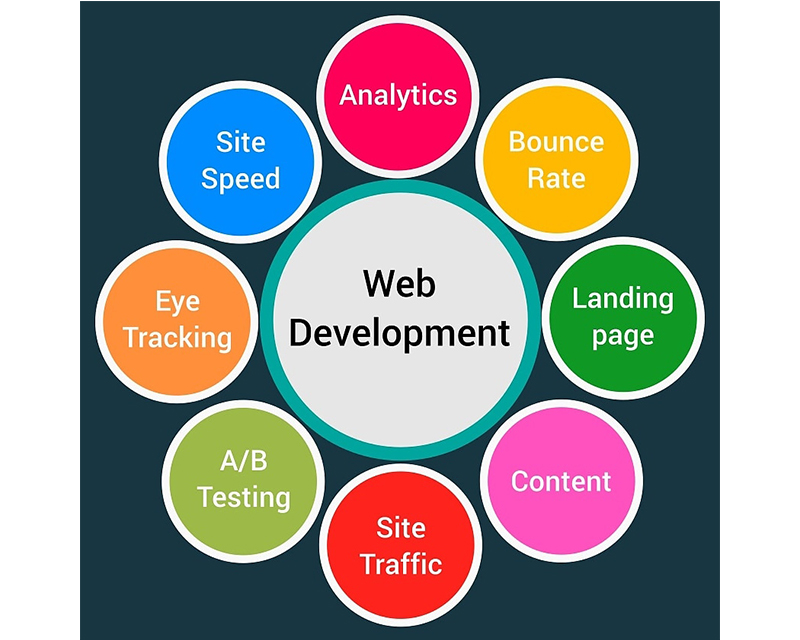 Analytics
Site
Speed
Bounce
Rate
Web
Development
Eye
Tracking
Landing
page
A/B
Testing
Content
Site
Traffic